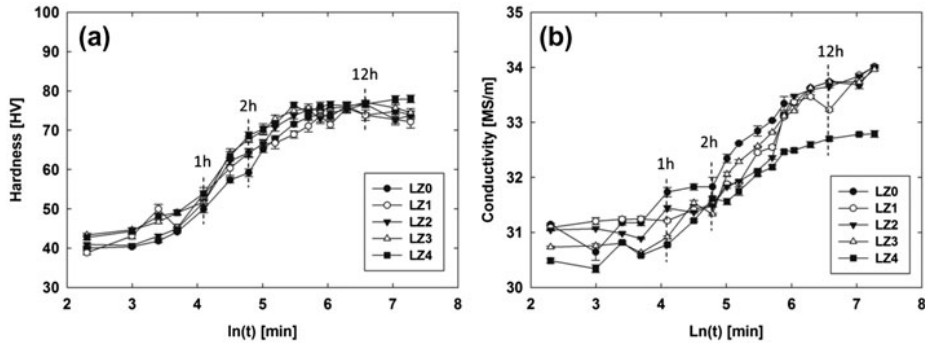 (a)
Hardness [HV]
100
90
80
70
60
50
40
30
20
1h
2h
12h
LZ0
LZ1
LZ2
LZ3
LZ4
2 3 4 5 6 7 8
ln(t) [min]
(b)
Conductivity [MS/m]
35
34
33
32
31
30
1h
2h
12h
LZ0
LZ1
LZ2
LZ3
LZ4
2 3 4 5 6 7 8
Ln(t) [min]